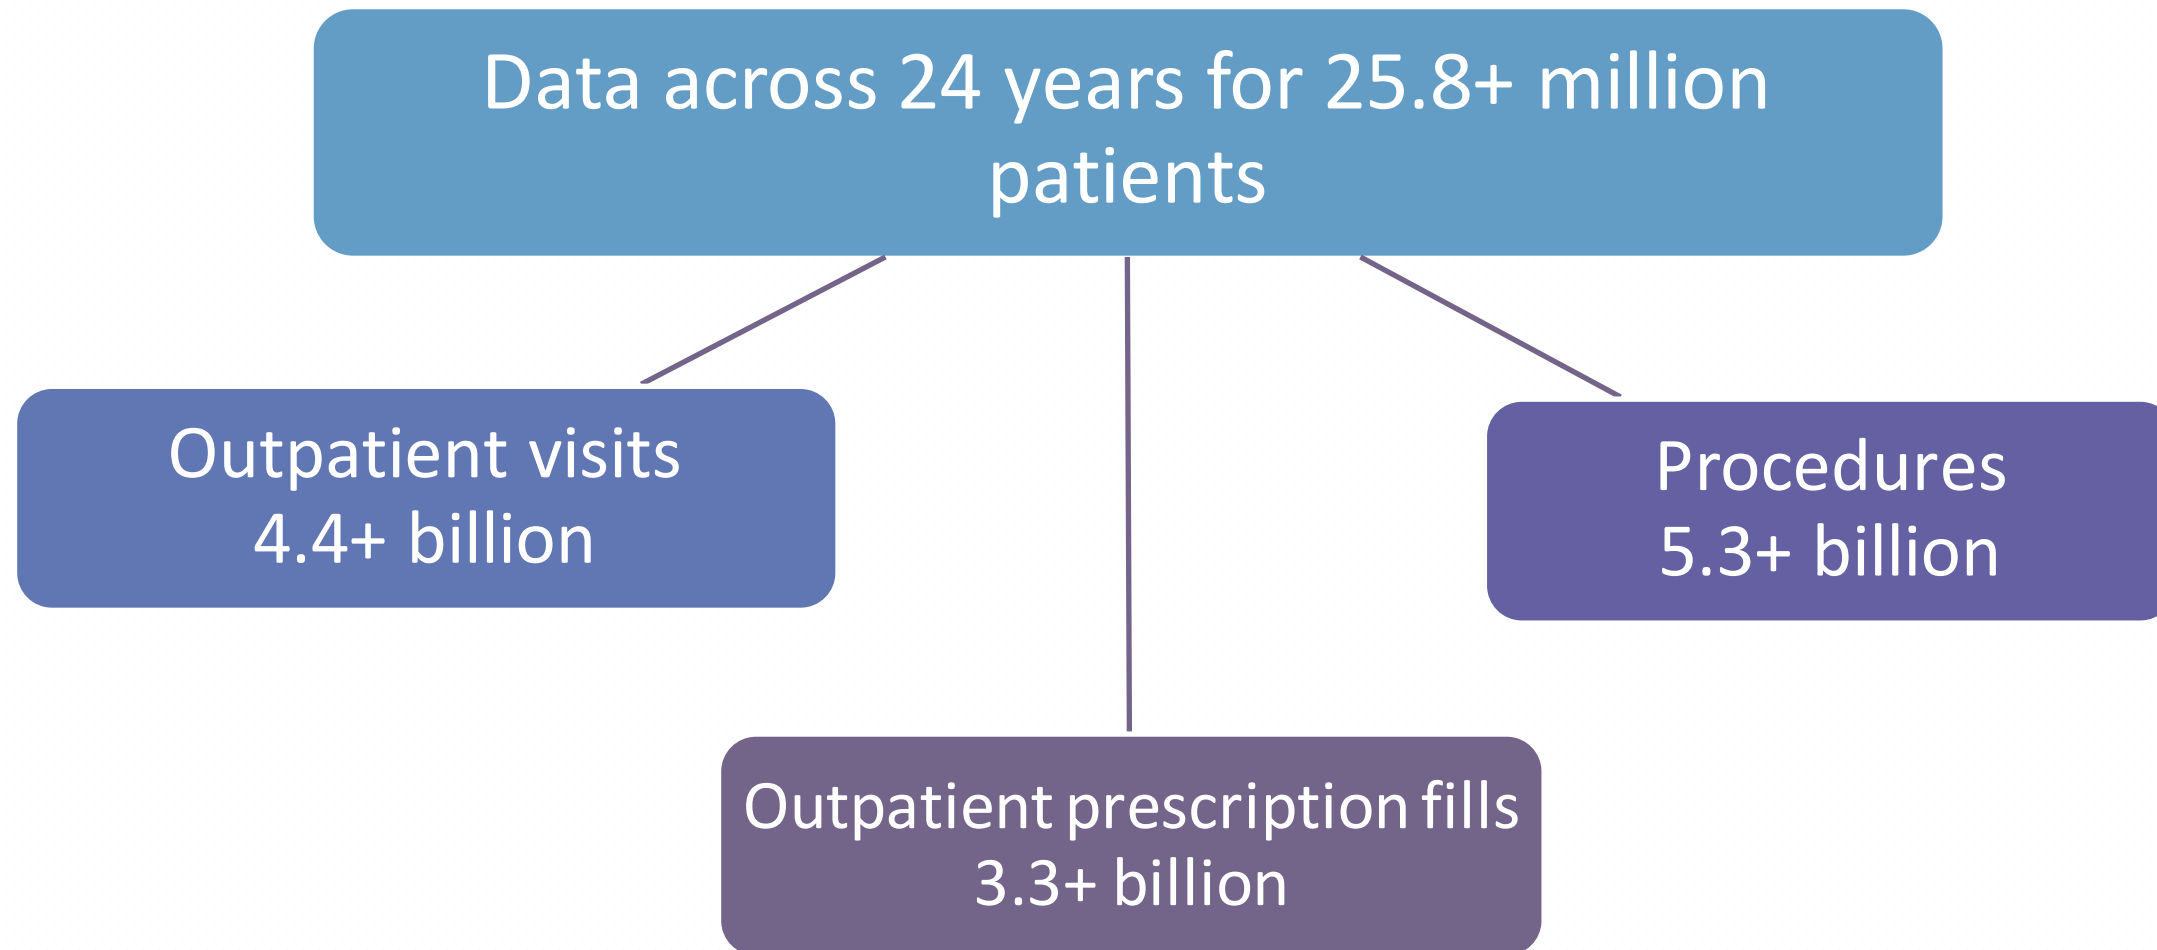 Data across 24 years for 25.8+ million
patients
Outpatient visits
4.4+ billion
Procedures
5.3+ billion
Outpatient prescription fills
3.3+ billion